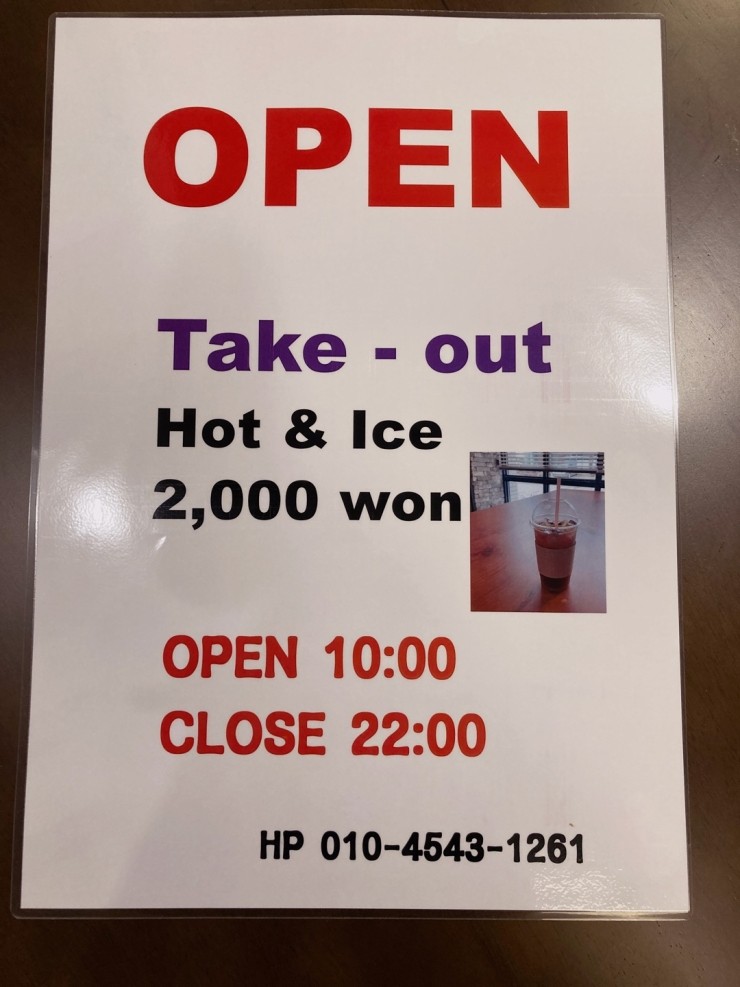 OPEN
Take - out
Hot & Ice
2,000 won
OPEN 10:00
CLOSE 22:00
HP 010-4543-1261